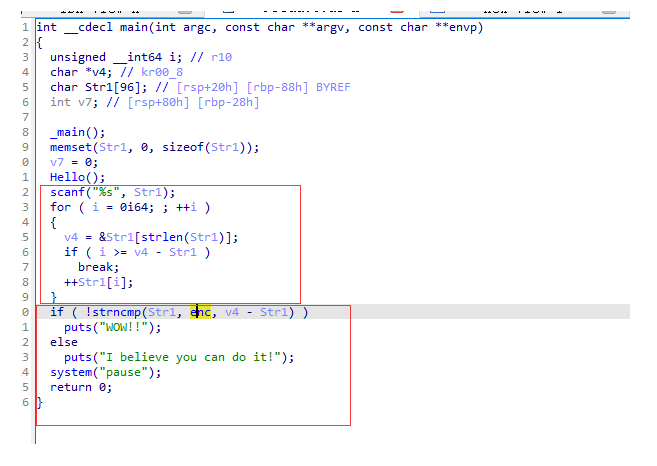 1 int __cdecl main(int argc, const char **argv, const char **envp)
2 {
3   unsigned __int64 i; // r10
4   char *v4; // kr00_8
5   char Str1[96]; // [rsp+20h] [rbp-88h] BYREF
6   int v7; // [rsp+80h] [rbp-28h]
7
8   _main();
9   memset(Str1, 0, sizeof(Str1));
0   v7 = 0;
1   Hello();
2   scanf("%s", Str1);
3   for ( i = 0i64; ; ++i )
4   {
5     v4 = &Str1[strlen(Str1)];
6     if ( i >= v4 - Str1 )
7       break;
8     ++Str1[i];
9   }
0   if ( !strncmp(Str1, enc, v4 - Str1) )
1     puts("WOW!!");
2   else
3     puts("I believe you can do it!");
4   system("pause");
5   return 0;
6 }